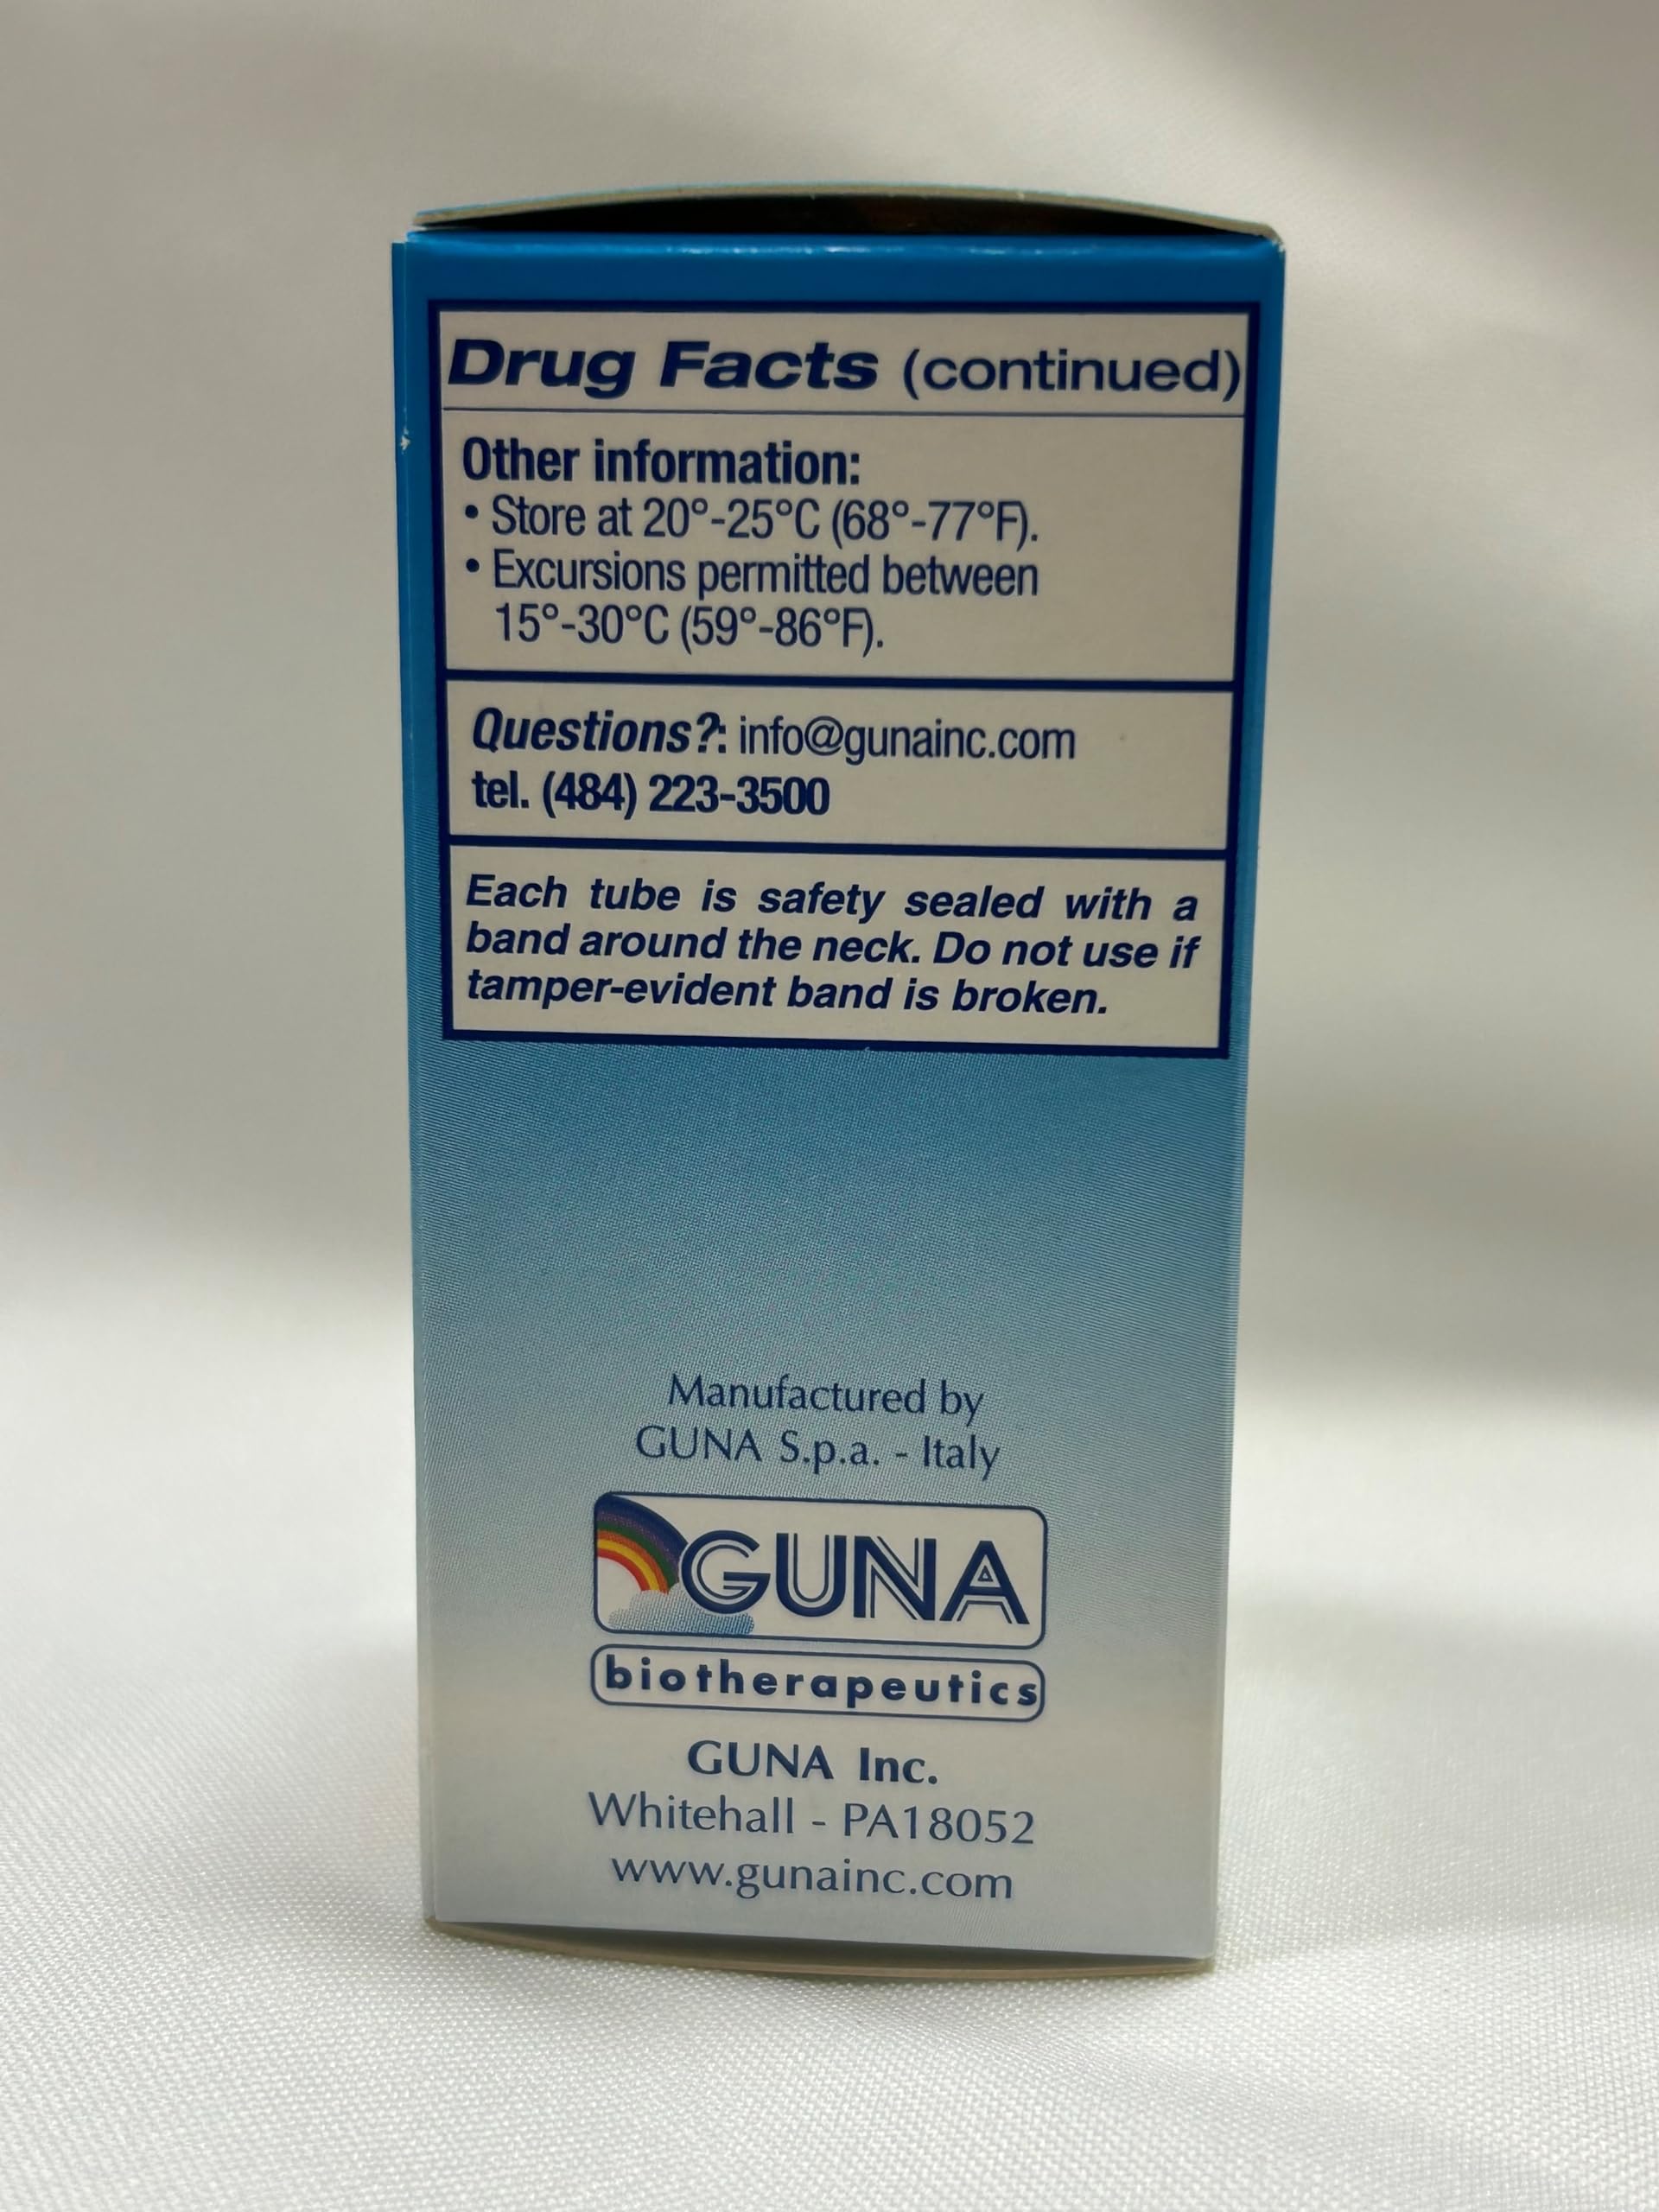 Drug Facts (continued)
Other information:
• Store at 20°-25°C (68°-77°F).
• Excursions permitted between
15°-30°C (59°-86°F).
Questions?: info@gunainc.com
tel. (484) 223-3500
Each tube is safety sealed with a
band around the neck. Do not use if
tamper-evident band is broken.
Manufactured by
GUNA S.p.a. - Italy
GUNA
biotherapeutics
GUNA Inc.
Whitehall - PA18052
www.gunainc.com